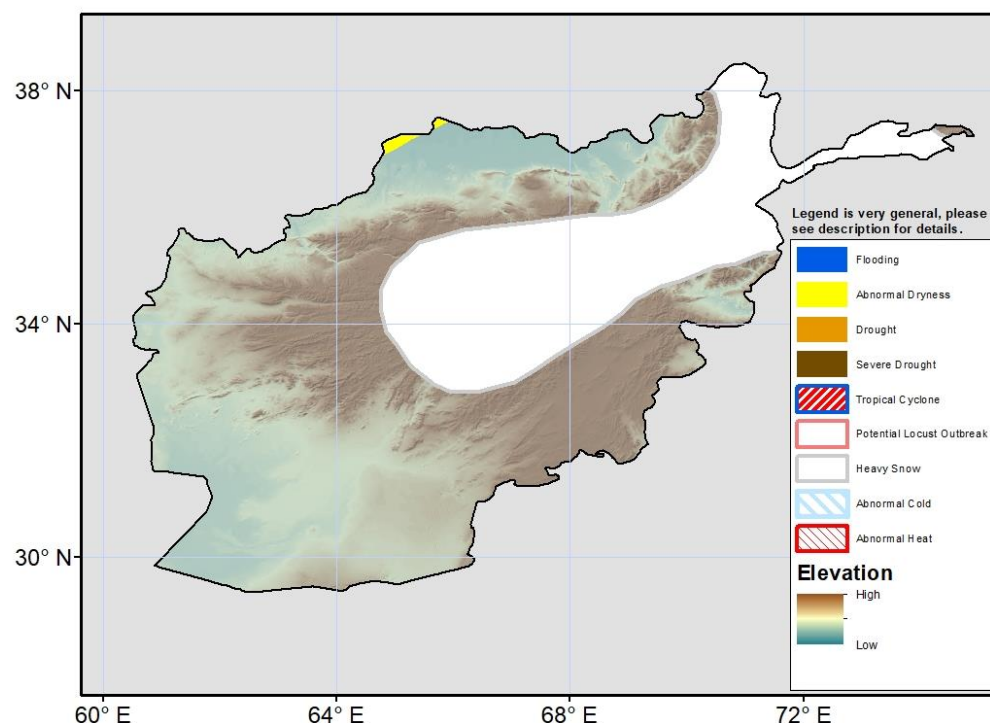 38° N
34° N
30° N
60° E
64° E
68° E
72° E
Legend is very general, please
see description for details.
Flooding
Abnormal Dryness
Drought
Severe Drought
Tropical Cyclone
Potential Locust Outbreak
Heavy Snow
Abnormal Cold
Abnormal Heat
Elevation
High
Low